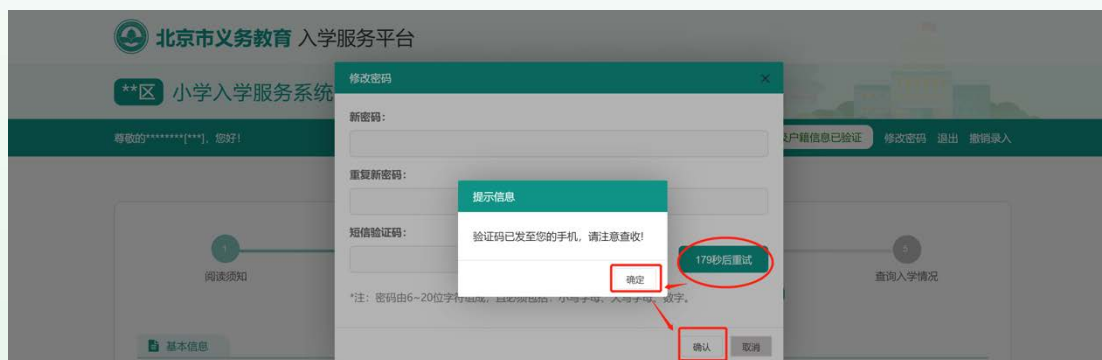 北京市义务教育 入学服务平台
**区 小学入学服务系统
尊敬的********[***]，您好！
户籍信息已验证 修改密码 退出 撤销录入
修改密码 ×
新密码：
重复新密码：
提示信息
短信验证码：
验证码已发至您的手机，请注意查收!
179秒后重试
确定
1
阅读须知
5
查询入学情况
*注：密码由6~20位字符组成，且必须包括：小写字母、大写字母、数字。
基本信息
确认 取消